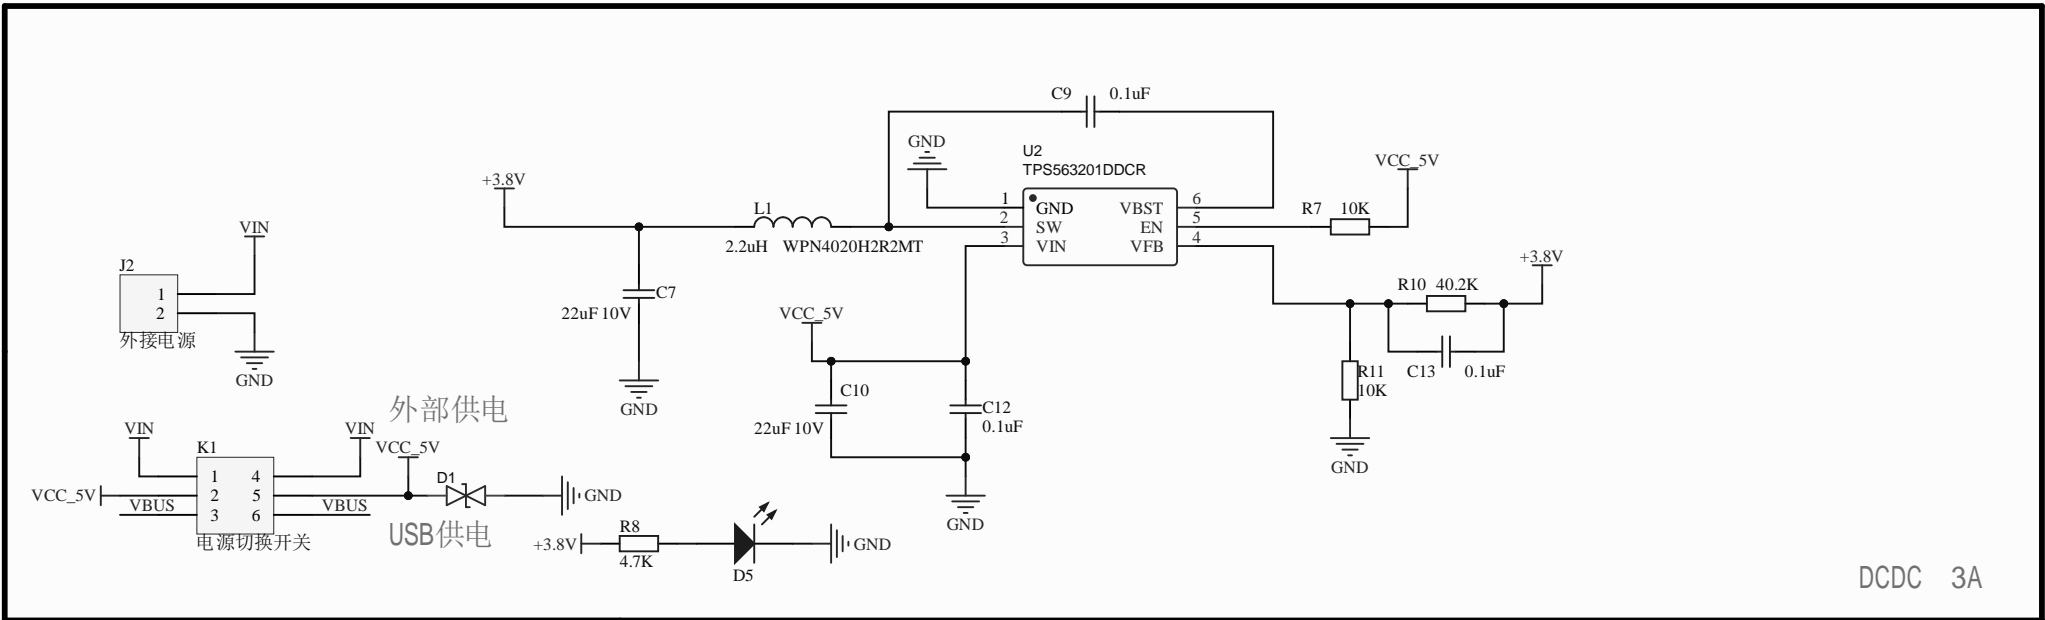 C9 0.1uF
GND
U2
TPS563201DDCR
VCC_5V
+3.8V
1 GND VBST 6
2 SW EN 5
3 VIN VFB 4
R7 10K
L1
2.2uH WPN4020H2R2MT
VIN
J2
1
2
外接电源
GND
C7
22uF 10V
GND
VCC_5V
C10
22uF 10V
C12
0.1uF
GND
+3.8V
R10 40.2K
C13 0.1uF
R11
10K
GND
外部供电
VIN
VIN
K1
VCC_5V
1 4
VCC_5V 2 5
VBUS 3 6 VBUS
电源切换开关
D1
GND
USB供电
R8
+3.8V
4.7K
D5
GND
DCDC 3A